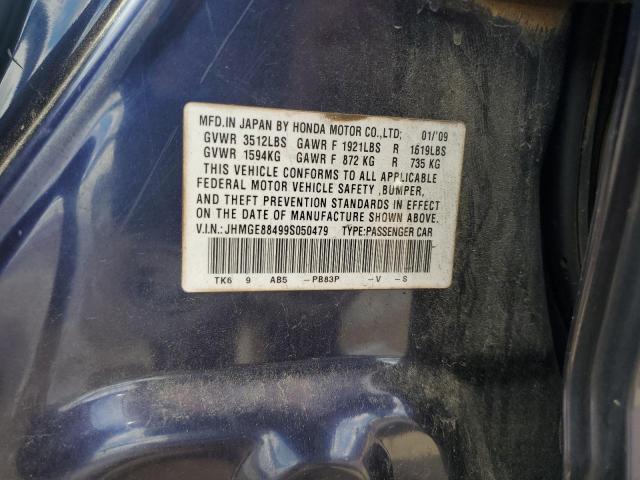 MFD.IN JAPAN BY HONDA MOTOR CO.,LTD; 01/'09
GVWR 3512LBS GAWR F 1921LBS R 1619LBS
GVWR 1594KG GAWR F 872 KG R 735 KG
THIS VEHICLE CONFORMS TO ALL APPLICABLE
FEDERAL MOTOR VEHICLE SAFETY ,BUMPER,
AND THEFT PREVENTION STANDARDS IN EFFECT
ON THE DATE OF MANUFACTURE SHOWN ABOVE.
V.I.N.: JHMGE88499S050479 TYPE:PASSENGER CAR
TK6 9 AB5 -PB83P -V -S